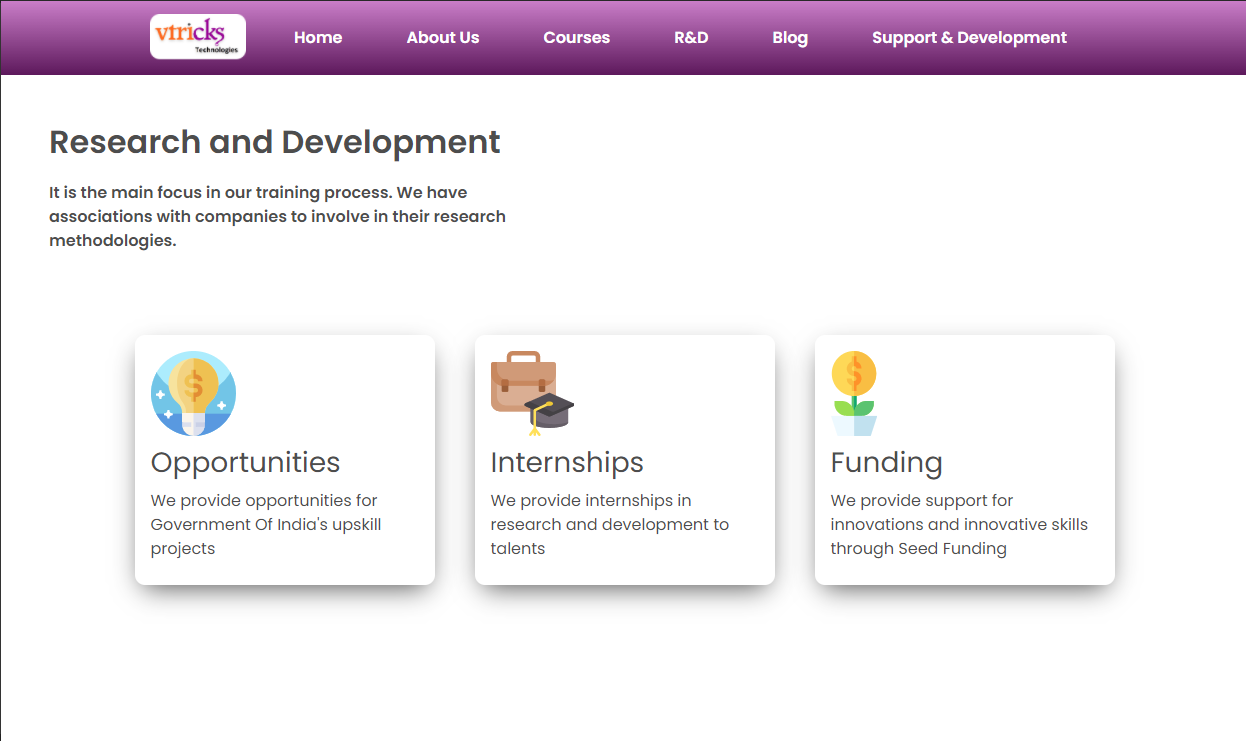 vtricks
Technologies
Home About Us Courses R&D Blog Support & Development
Research and Development
It is the main focus in our training process. We have
associations with companies to involve in their research
methodologies.
Opportunities
We provide opportunities for
Government Of India's upskill
projects
Internships
We provide internships in
research and development to
talents
Funding
We provide support for
innovations and innovative skills
through Seed Funding